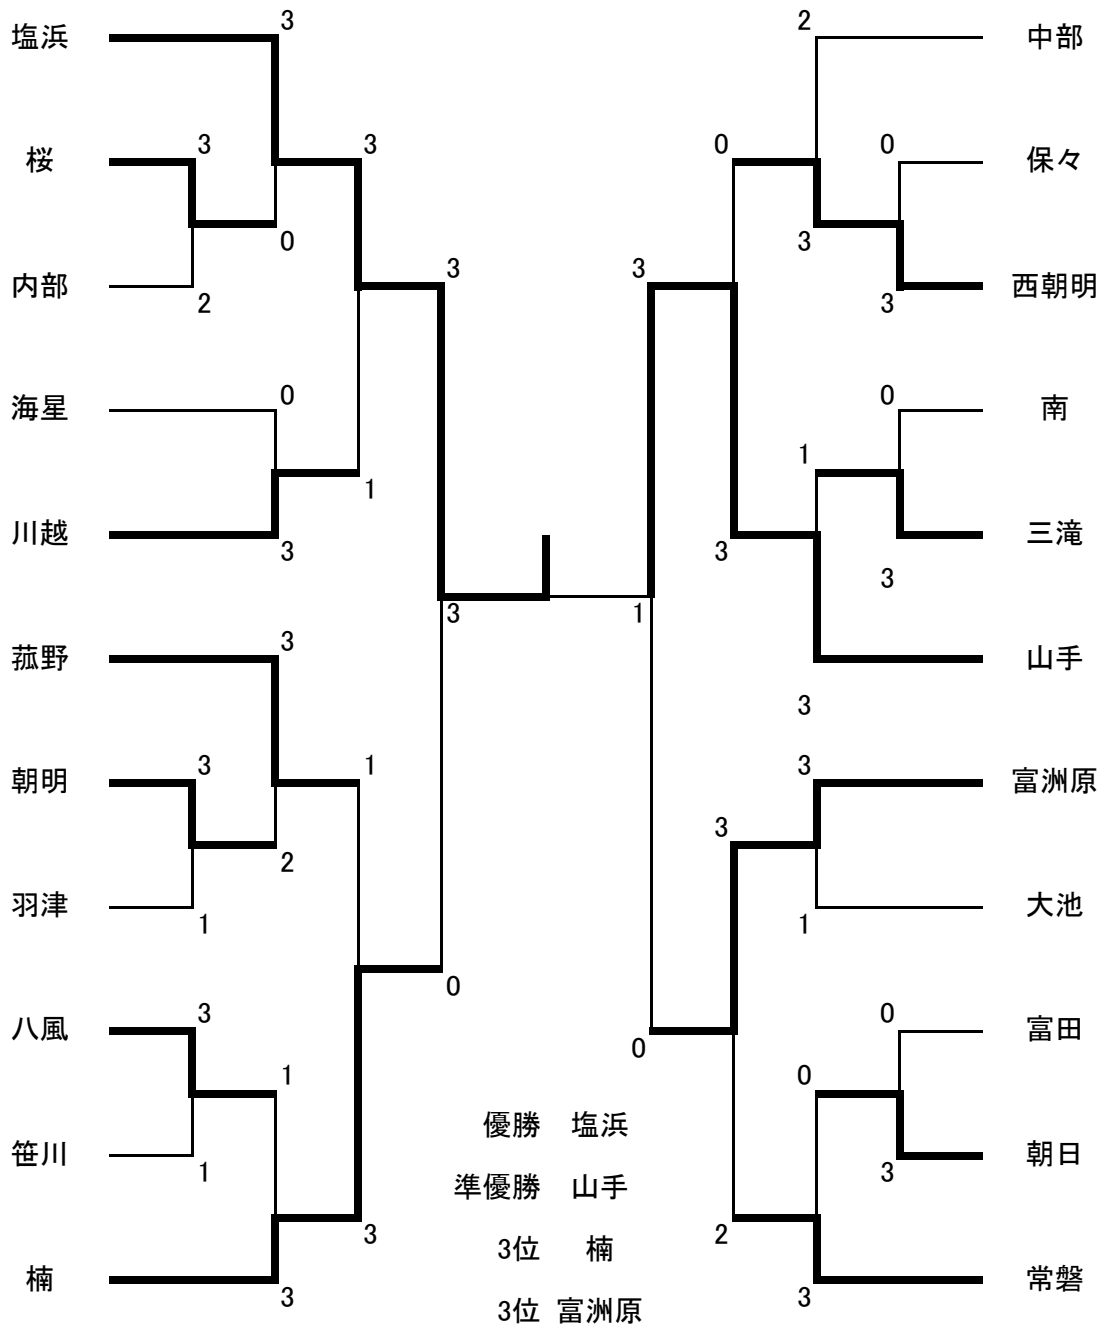 3
2
塩浜
中部
3
3
0
0
桜
保々
0
3
内部
3
3
西朝明
2
3
0
0
海星
南
1
1
川越
三滝
3
3
3
3
1
菰野
3
山手
3
3
1
3
朝明
富洲原
3
2
羽津
大池
1
1
0
3
0
八風
富田
0
1
0
優勝 塩浜
笹川
朝日
1
3
準優勝 山手
3
2
3位 楠
楠
常磐
3
3
3位 富洲原